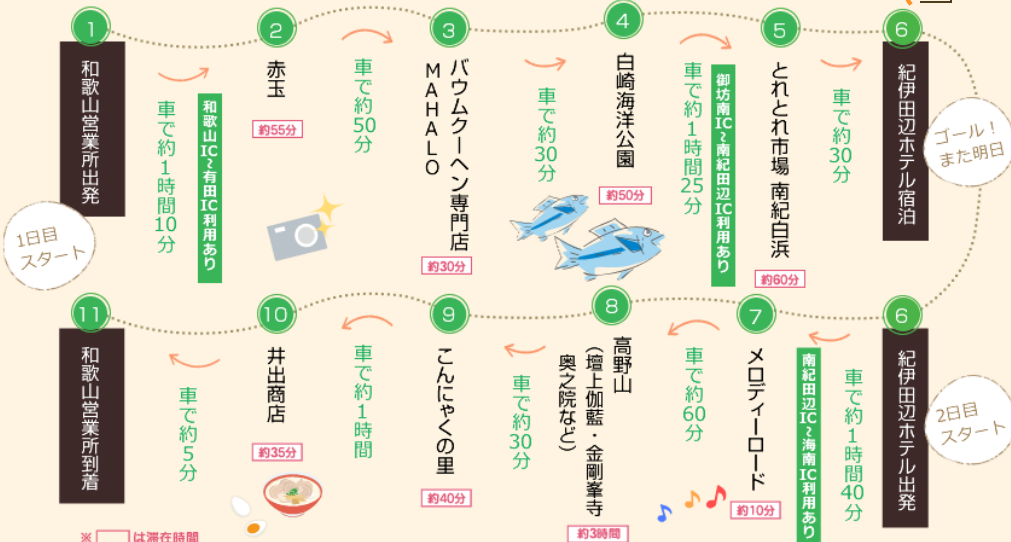 1
和歌山営業所出発
1日目
スタート
車で約1時間10分
和歌山IC~有田IC利用あり
2
赤玉
約55分
車で約50分
3
バウムクーヘン専門店
MAHALO
約30分
車で約30分
4
白崎海洋公園
約50分
車で約1時間25分
御坊南IC~南紀田辺IC利用あり
5
とれとれ市場 南紀白浜
約60分
車で約30分
6
紀伊田辺ホテル宿泊
ゴール!
また明日
6
紀伊田辺ホテル出発
2日目
スタート
車で約1時間40分
南紀田辺IC~海南IC利用あり
7
メロディーロード
約10分
車で約60分
8
高野山
(壇上伽藍・金剛峯寺
奥之院など)
約3時間
車で約30分
9
こんにゃくの里
約40分
車で約1時間
10
井出商店
約35分
車で約5分
11
和歌山営業所到着
※ は滞在時間